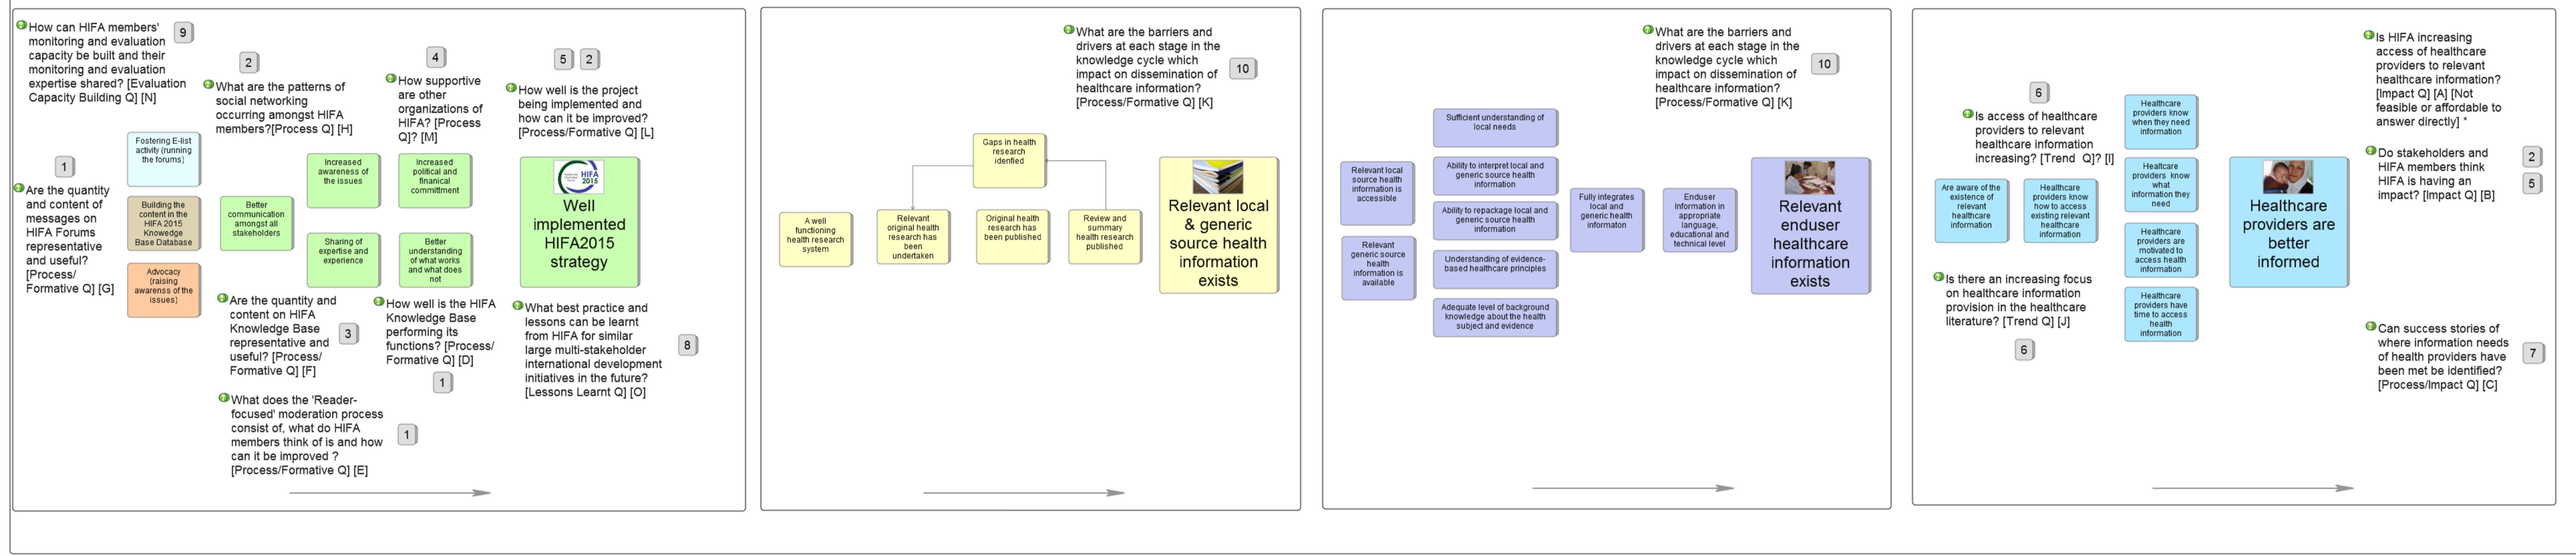 How can HIFA members'
monitoring and evaluation
capacity be built and their
monitoring and evaluation
expertise shared? [Evaluation
Capacity Building Q] [N]
9
2
What are the patterns of
social networking
occurring amongst HIFA
members?[Process Q] [H]
4
How supportive
are other
organizations of
HIFA? [Process
Q]? [M]
5
2
How well is the project
being implemented and
how can it be improved?
[Process/Formative Q] [L]
1
Are the quantity
and content of
messages on
HIFA Forums
representative
and useful?
[Process/
Formative Q] [G]
Fostering E-list
activity (running
the forums)
Building the
content in the
HIFA 2015
Knowledge
Base Database
Advocacy
(raising
awarenss of the
issues)
Better
communication
amongst all
stakeholders
Increased
awareness of
the issues
Sharing of
expertise and
experience
Increased
political and
finanical
committment
Better
understanding
of what works
and what does
not
HIFA
2015
Well
implemented
HIFA2015
strategy
Are the quantity and
content on HIFA
Knowledge Base
representative and
useful? [Process/
Formative Q] [F]
3
How well is the HIFA
Knowledge Base
performing its
functions? [Process/
Formative Q] [D]
1
What best practice and
lessons can be learnt
from HIFA for similar
large multi-stakeholder
international development
initiatives in the future?
[Lessons Learnt Q] [O]
8
What does the 'Reader-
focused' moderation process
consist of, what do HIFA
members think of is and how
can it be improved ?
[Process/Formative Q] [E]
1
What are the barriers and
drivers at each stage in the
knowledge cycle which
impact on dissemination of
healthcare information?
[Process/Formative Q] [K]
10
Gaps in health
research
idenfied
A well
functioning
health research
system
Relevant
original health
research has
been
undertaken
Original health
research has
been published
Review and
summary
health research
published
Relevant local
& generic
source health
information
exists
What are the barriers and
drivers at each stage in the
knowledge cycle which
impact on dissemination of
healthcare information?
[Process/Formative Q] [K]
10
Relevant local
source health
information is
accessible
Relevant
generic source
health
information is
available
Sufficient understanding of
local needs
Ability to interpret local and
generic source health
information
Ability to repackage local and
generic source health
information
Understanding of evidence-
based healthcare principles
Adequate level of background
knowledge about the health
subject and evidence
Fully integrates
local and
generic health
informaton
Enduser
Information in
appropriate
language,
educational and
technical level
Relevant
enduser
healthcare
information
exists
6
Is access of healthcare
providers to relevant
healthcare information
increasing? [Trend Q]? [I]
Are aware of the
existence of
relevant
healthcare
information
Healthcare
providers know
how to access
existing relevant
healthcare
information
Is there an increasing focus
on healthcare information
provision in the healthcare
literature? [Trend Q] [J]
6
Healthcare
providers know
when they need
information
Healtcare
providers know
what
information they
need
Healthcare
providers are
motivated to
access health
information
Healthcare
providers have
time to access
health
information
Healthcare
providers are
better
informed
Is HIFA increasing
access of healthcare
providers to relevant
healthcare information?
[Impact Q] [A] [Not
feasible or affordable to
answer directly] *
Do stakeholders and
HIFA members think
HIFA is having an
impact? [Impact Q] [B]
2
5
Can success stories of
where information needs
of health providers have
been met be identified?
[Process/Impact Q] [C]
7